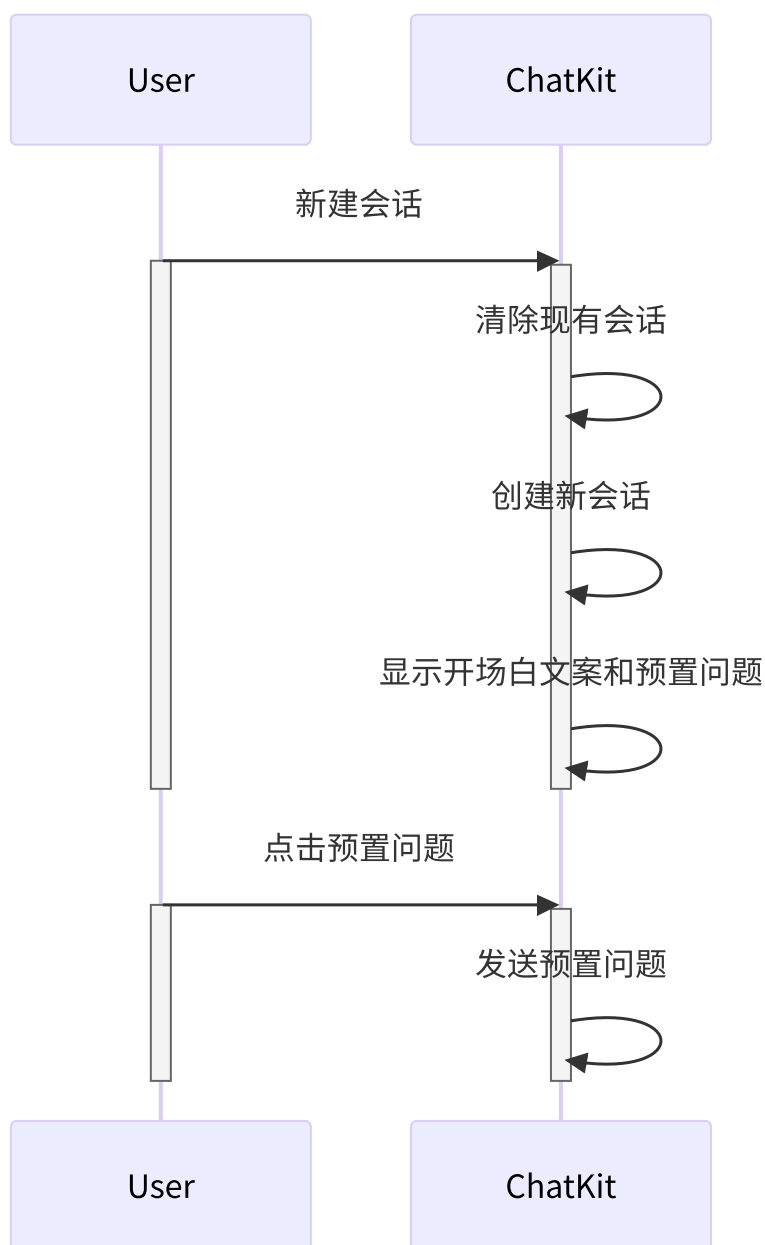 User
ChatKit
新建会话
清除现有会话
创建新会话
显示开场白文案和预置问题
点击预置问题
发送预置问题
User
ChatKit